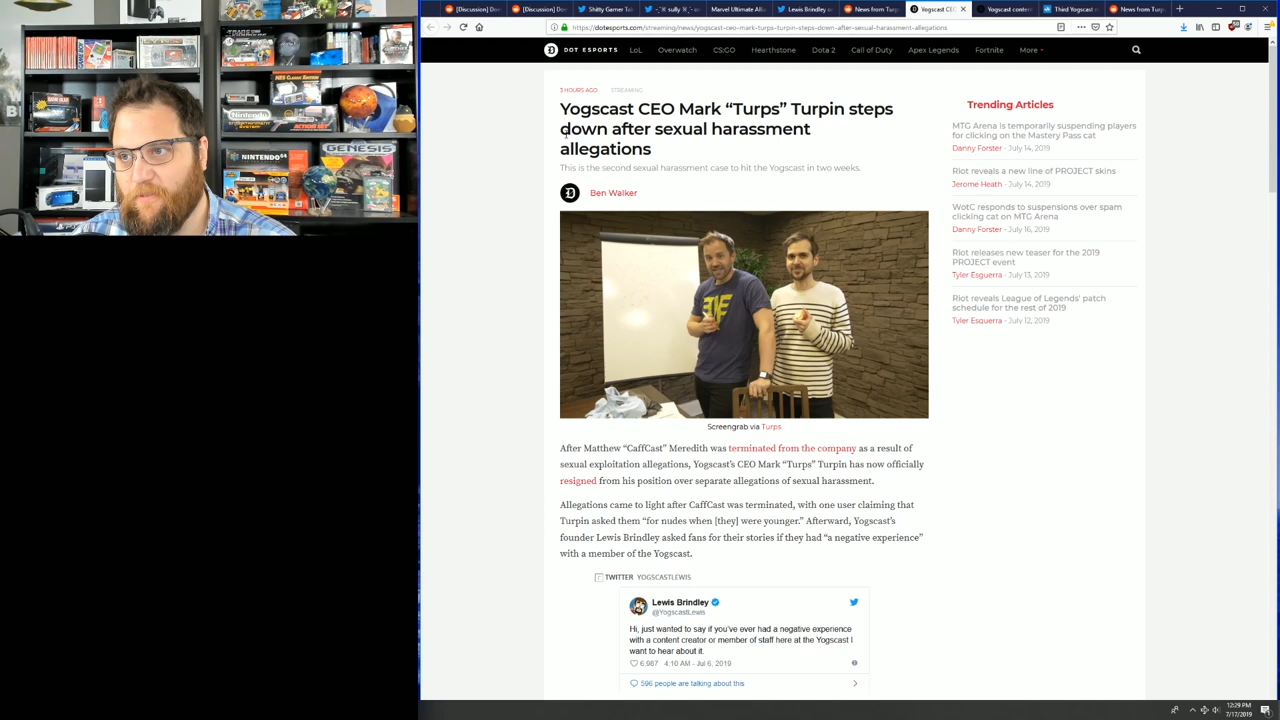 [Discussion] Don
[Discussion] Don
Shitty Gamer Tak
Marvel Ultimate Allia
Lewis Brindley on
News from Turp
Yogscast CEO
Yogscast content
Third Yogscast m
News from Turp
https://dotesports.com/streaming/news/yogscast-ceo-mark-turps-turpin-steps-down-after-sexual-harassment-allegations
DOT ESPORTS
LoL
Overwatch
CS:GO
Hearthstone
Dota 2
Call of Duty
Apex Legends
Fortnite
More
3 HOURS AGO
STREAMING
Yogscast CEO Mark “Turps” Turpin steps
down after sexual harassment
allegations
This is the second sexual harassment case to hit the Yogscast in two weeks.
Ben Walker
Screengrab via Turps
After Matthew “CaffCast” Meredith was terminated from the company as a result of
sexual exploitation allegations, Yogscast’s CEO Mark “Turps” Turpin has now officially
resigned from his position over separate allegations of sexual harassment.
Allegations came to light after CaffCast was terminated, with one user claiming that
Turpin asked them “for nudes when [they] were younger.” Afterward, Yogscast’s
founder Lewis Brindley asked fans for their stories if they had “a negative experience”
with a member of the Yogscast.
TWITTER YOGSCASTLEWIS
Lewis Brindley
@YogscastLewis
Hi, just wanted to say if you've ever had a negative experience
with a content creator or member of staff here at the Yogscast I
want to hear about it.
6,987 4:10 AM - Jul 6, 2019
596 people are talking about this
Trending Articles
MTG Arena is temporarily suspending players
for clicking on the Mastery Pass cat
Danny Forster - July 14, 2019
Riot reveals a new line of PROJECT skins
Jerome Heath - July 14, 2019
WotC responds to suspensions over spam
clicking cat on MTG Arena
Danny Forster - July 16, 2019
Riot releases new teaser for the 2019
PROJECT event
Tyler Esguerra - July 13, 2019
Riot reveals League of Legends' patch
schedule for the rest of 2019
Tyler Esguerra - July 12, 2019
NES CLASSIC EDITION
Nintendo
NINTENDO 64
GENESIS
12:29 PM
7/17/2019